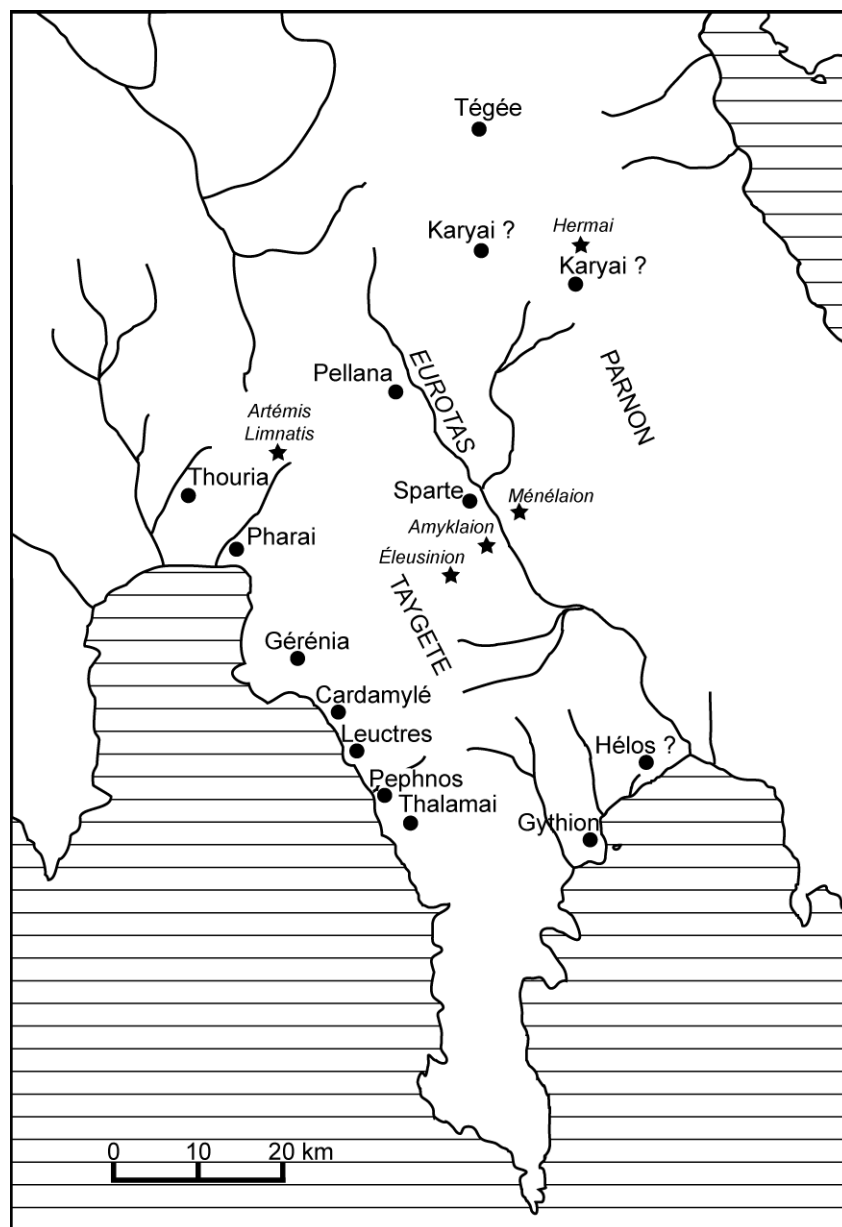 Tégée
Karyai ?
Hermai
Karyai ?
EUROTAS
PARNON
Pellana
Artémis
Limnatis
Thouria
Sparte
Ménélaion
Pharai
Amyklaion
Éleusinion
TAYGETE
Gérénia
Cardamylé
Leuctres
Hélos ?
Pephnos
Thalamai
Gythion
0 10 20 km